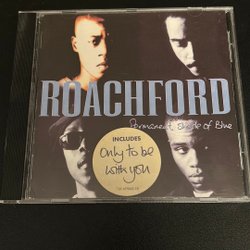 ROACHFORD
Permanent Shade of Blue
INCLUDES
Only to be
with you